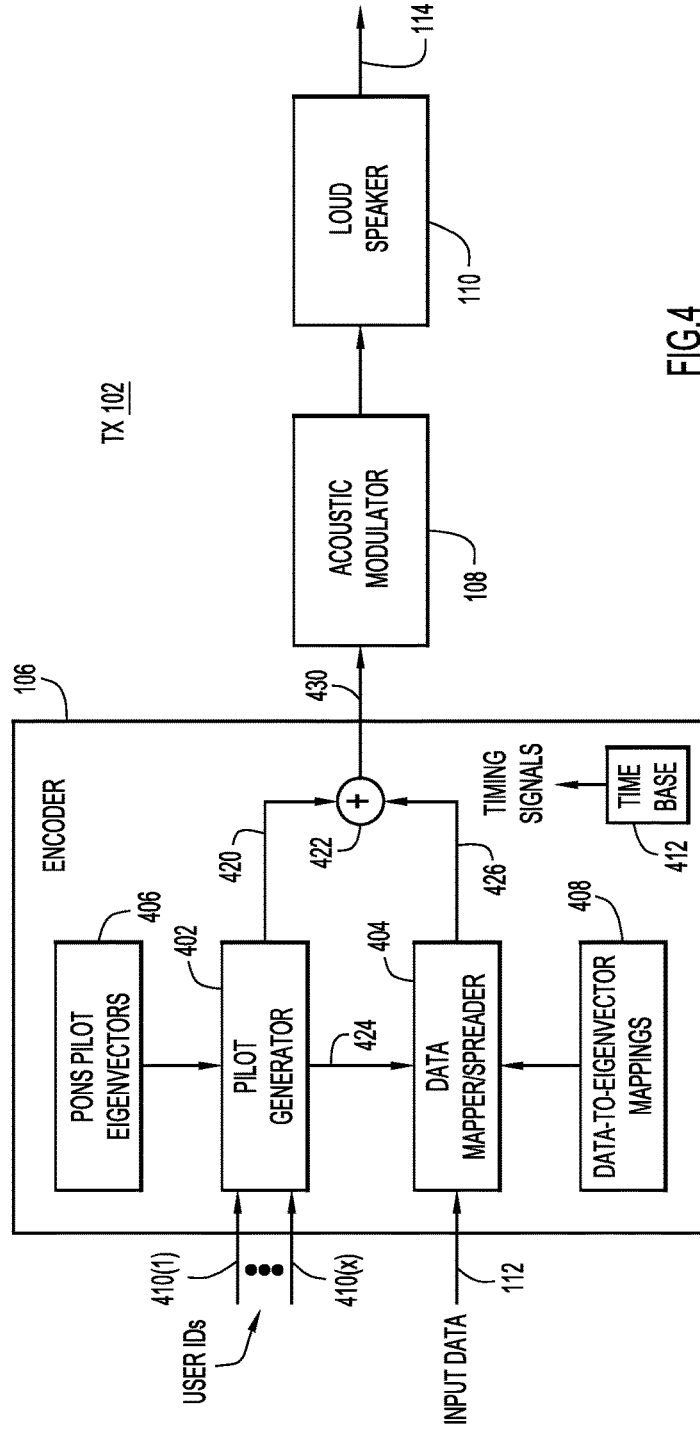 TX 102
106
ENCODER
PONS PILOT
EIGENVECTORS
406
USER IDs
410(1)
410(x)
PILOT
GENERATOR
402
420
424
422
+
430
ACOUSTIC
MODULATOR
108
LOUD
SPEAKER
110
114
INPUT DATA
112
DATA
MAPPER/SPREADER
404
426
DATA-TO-EIGENVECTOR
MAPPINGS
408
TIMING
SIGNALS
TIME
BASE
412
FIG.4